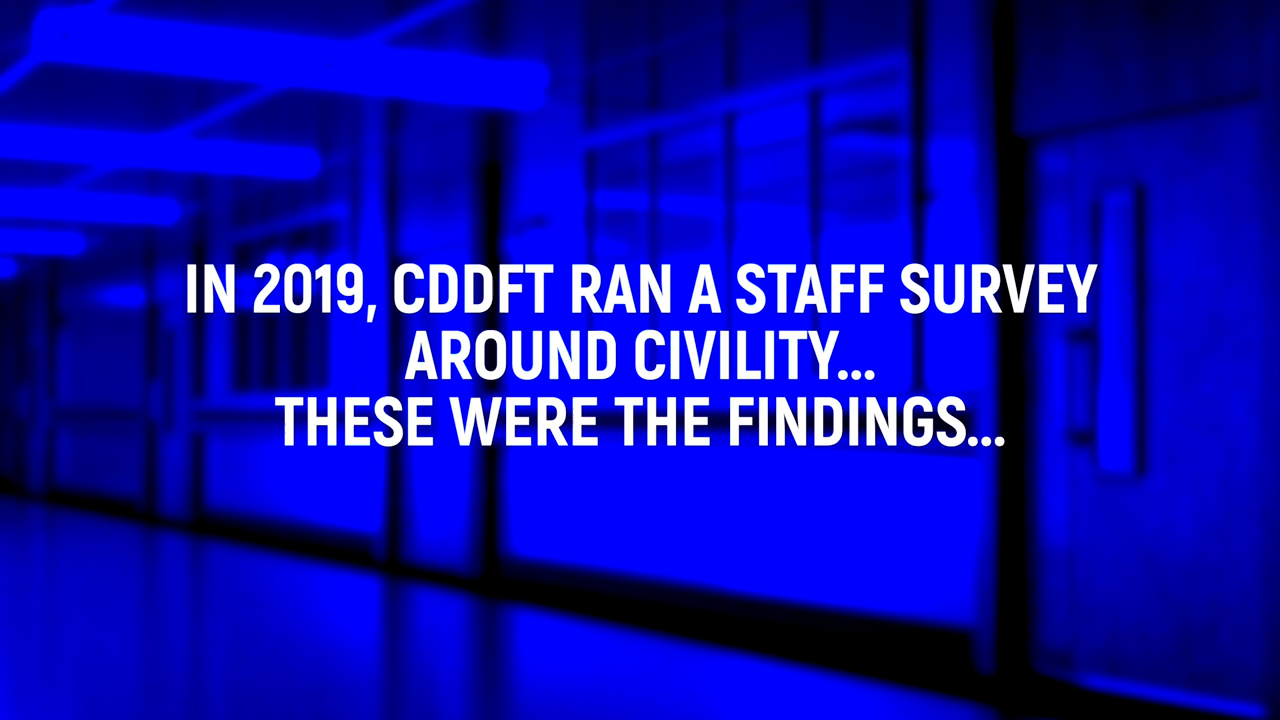 IN 2019, CDDFT RAN A STAFF SURVEY
AROUND CIVILITY...
THESE WERE THE FINDINGS...